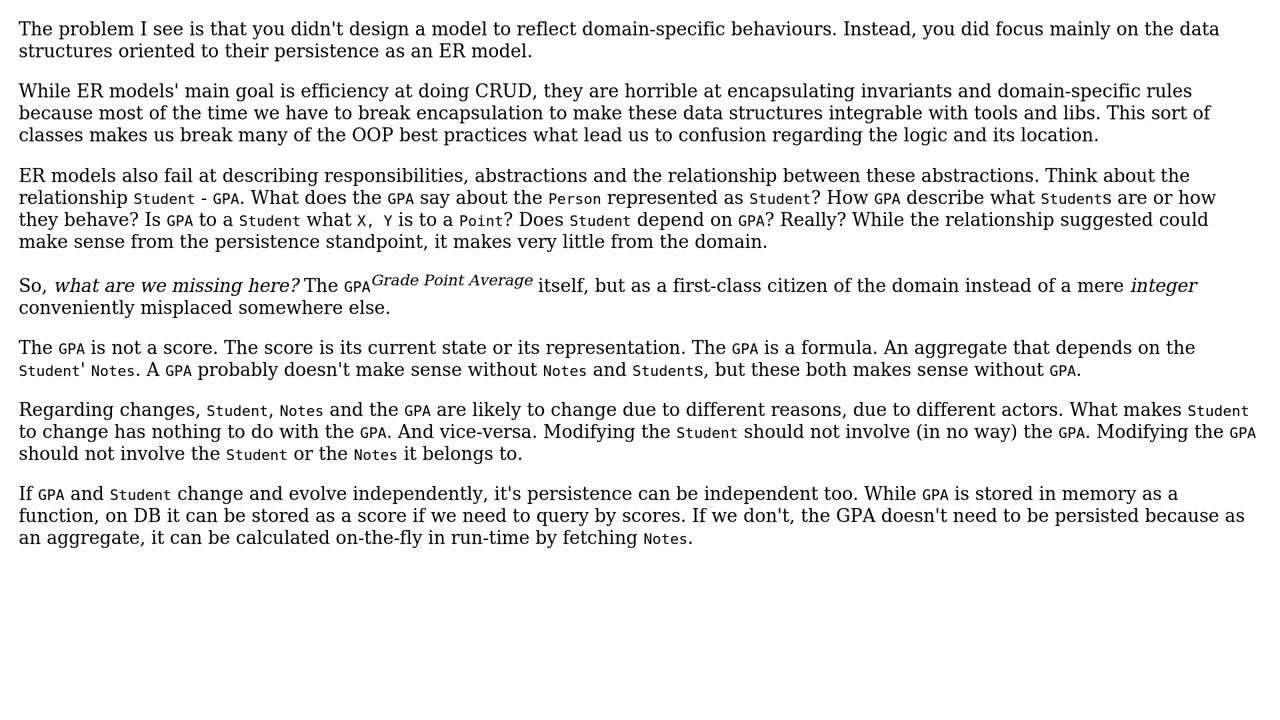 The problem I see is that you didn't design a model to reflect domain-specific behaviours. Instead, you did focus mainly on the data
structures oriented to their persistence as an ER model.
While ER models' main goal is efficiency at doing CRUD, they are horrible at encapsulating invariants and domain-specific rules
because most of the time we have to break encapsulation to make these data structures integrable with tools and libs. This sort of
classes makes us break many of the OOP best practices what lead us to confusion regarding the logic and its location.
ER models also fail at describing responsibilities, abstractions and the relationship between these abstractions. Think about the
relationship Student - GPA. What does the GPA say about the Person represented as Student? How GPA describe what Students are or how
they behave? Is GPA to a Student what X, Y is to a Point? Does Student depend on GPA? Really? While the relationship suggested could
make sense from the persistence standpoint, it makes very little from the domain.
So, what are we missing here? The GPA Grade Point Average itself, but as a first-class citizen of the domain instead of a mere integer
conveniently misplaced somewhere else.
The GPA is not a score. The score is its current state or its representation. The GPA is a formula. An aggregate that depends on the
Student' Notes. A GPA probably doesn't make sense without Notes and Students, but these both makes sense without GPA.
Regarding changes, Student, Notes and the GPA are likely to change due to different reasons, due to different actors. What makes Student
to change has nothing to do with the GPA. And vice-versa. Modifying the Student should not involve (in no way) the GPA. Modifying the GPA
should not involve the Student or the Notes it belongs to.
If GPA and Student change and evolve independently, it's persistence can be independent too. While GPA is stored in memory as a
function, on DB it can be stored as a score if we need to query by scores. If we don't, the GPA doesn't need to be persisted because as
an aggregate, it can be calculated on-the-fly in run-time by fetching Notes.